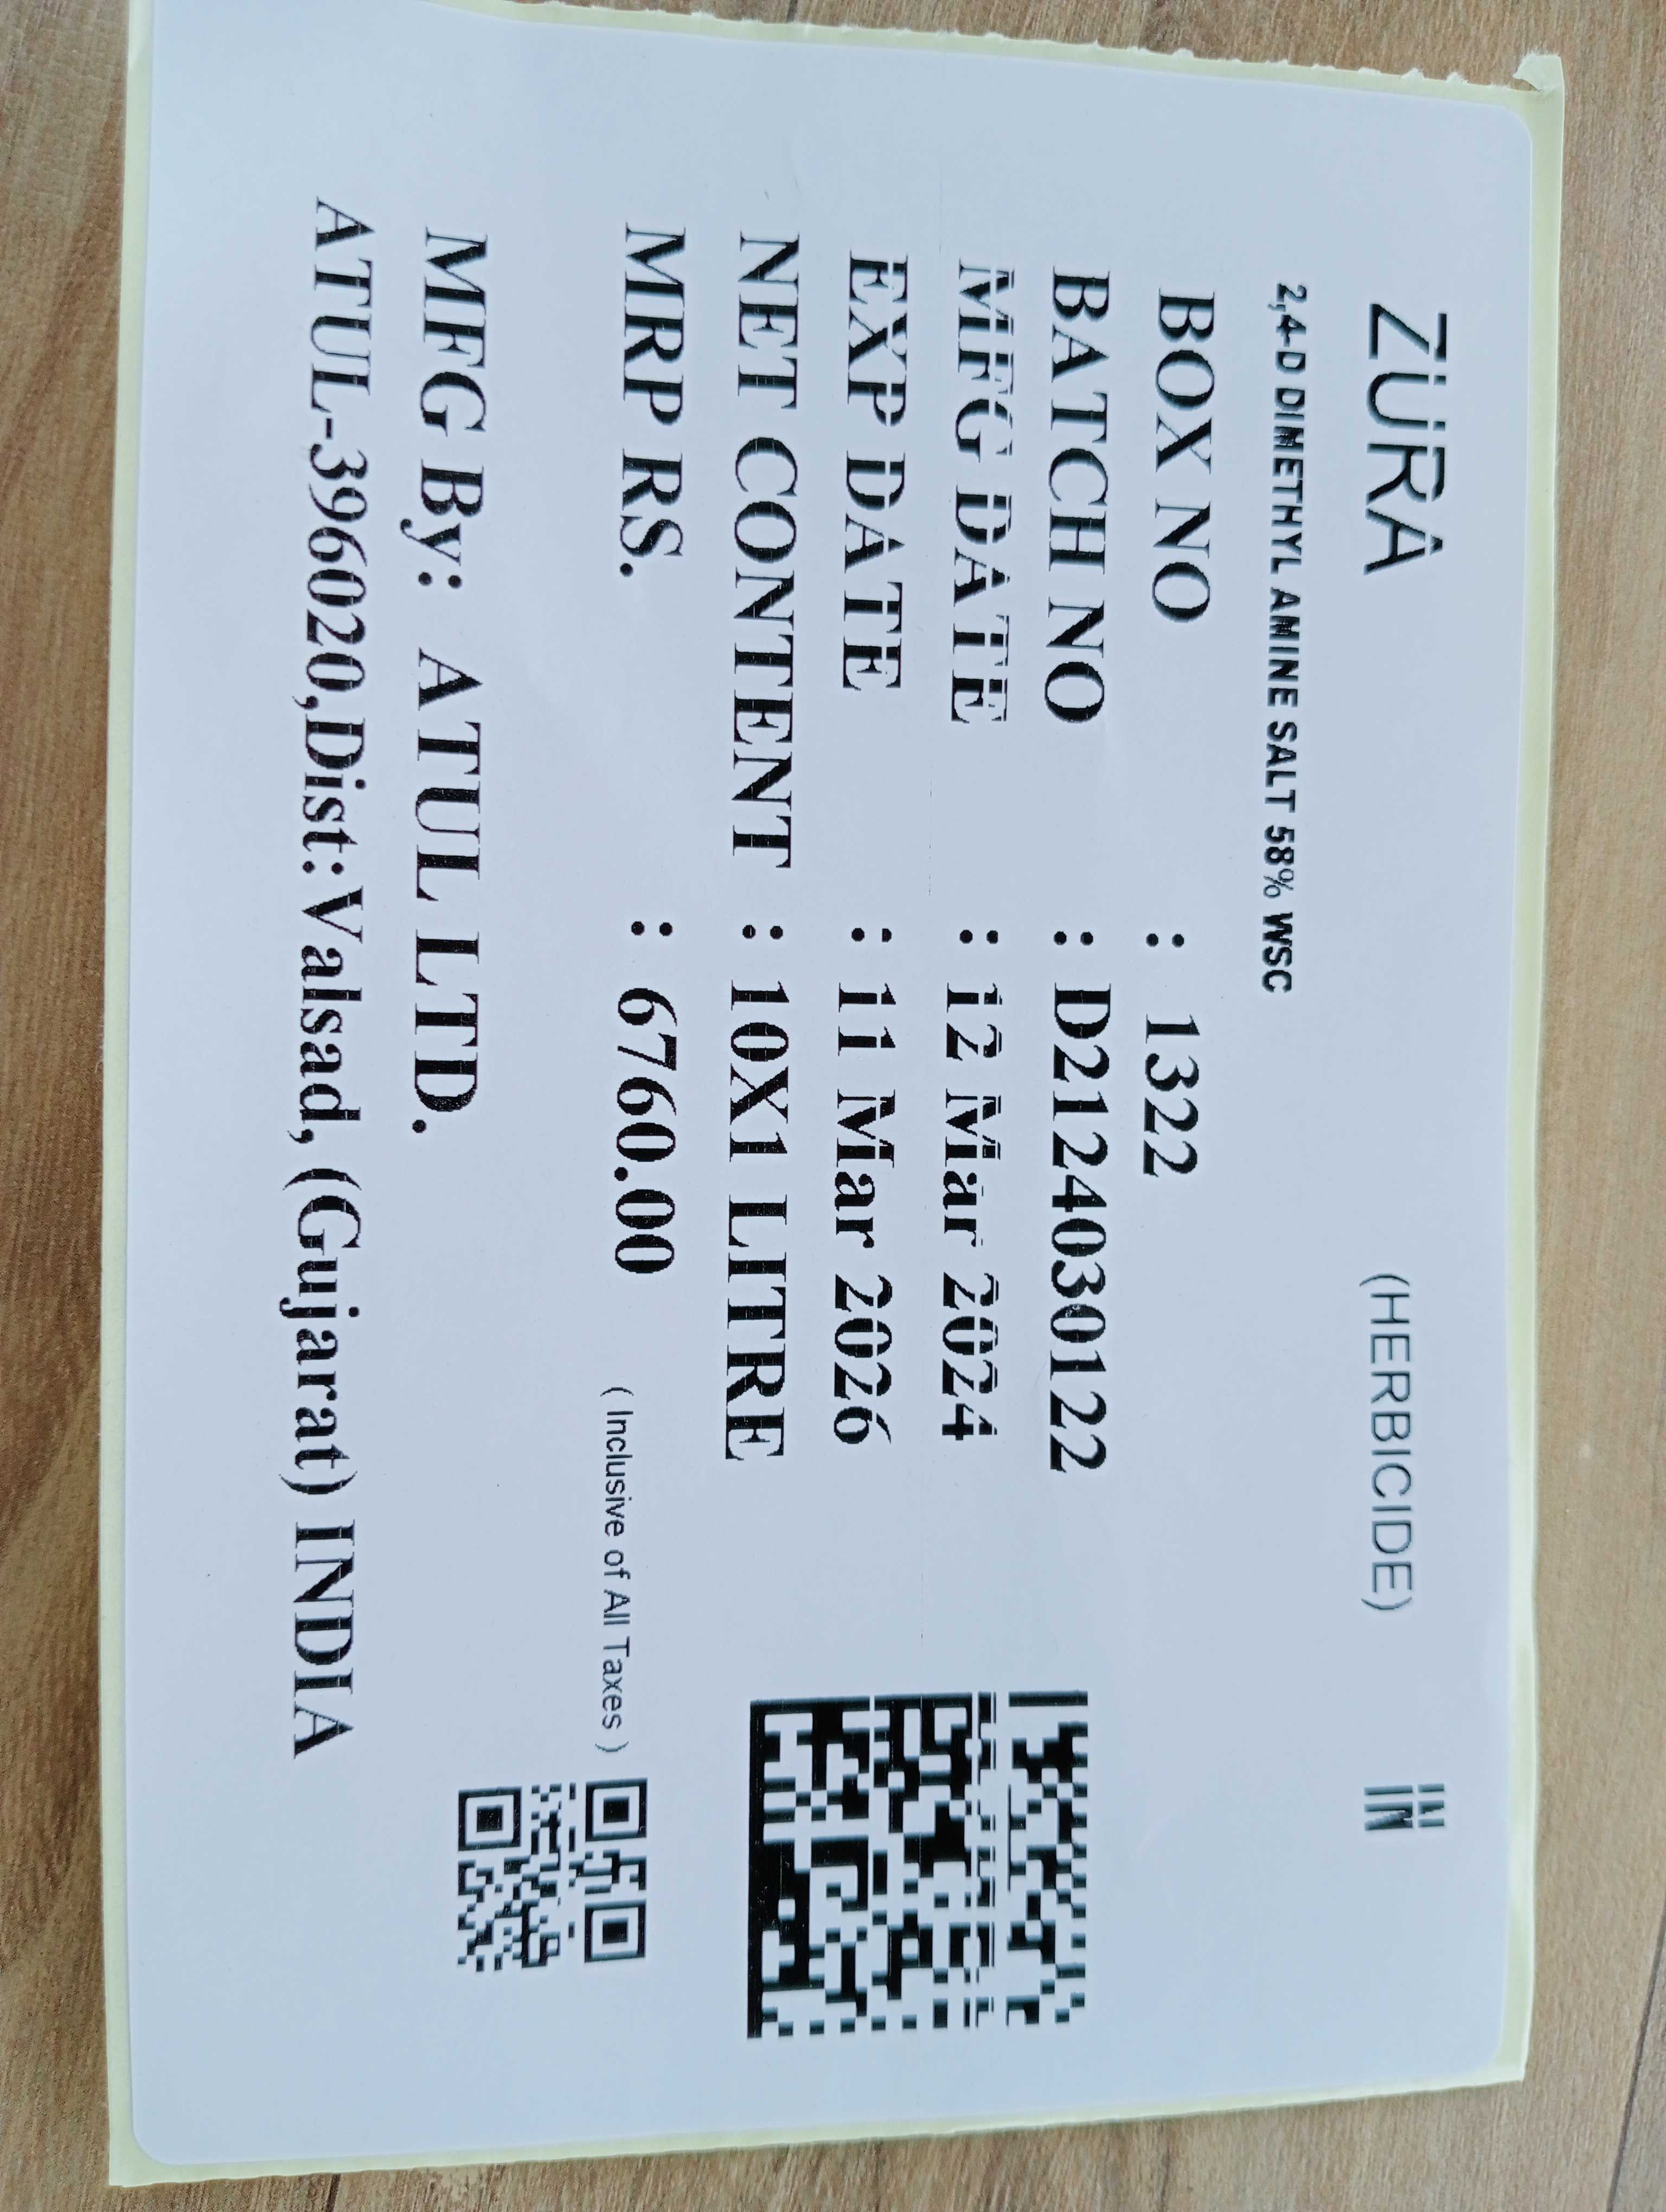 ZURA (HERBICIDE) IN
2,4-D DIMETHYL AMINE SALT 58% WSC
BOX NO : 1322
BATCH NO : D2124030122
MFG DATE : 12 Mar 2024
EXP DATE : 11 Mar 2026
NET CONTENT : 10X1 LITRE
MRP RS. : 6760.00 ( Inclusive of All Taxes )
MFG By: ATUL LTD.
ATUL-396020,Dist:Valsad, (Gujarat) INDIA